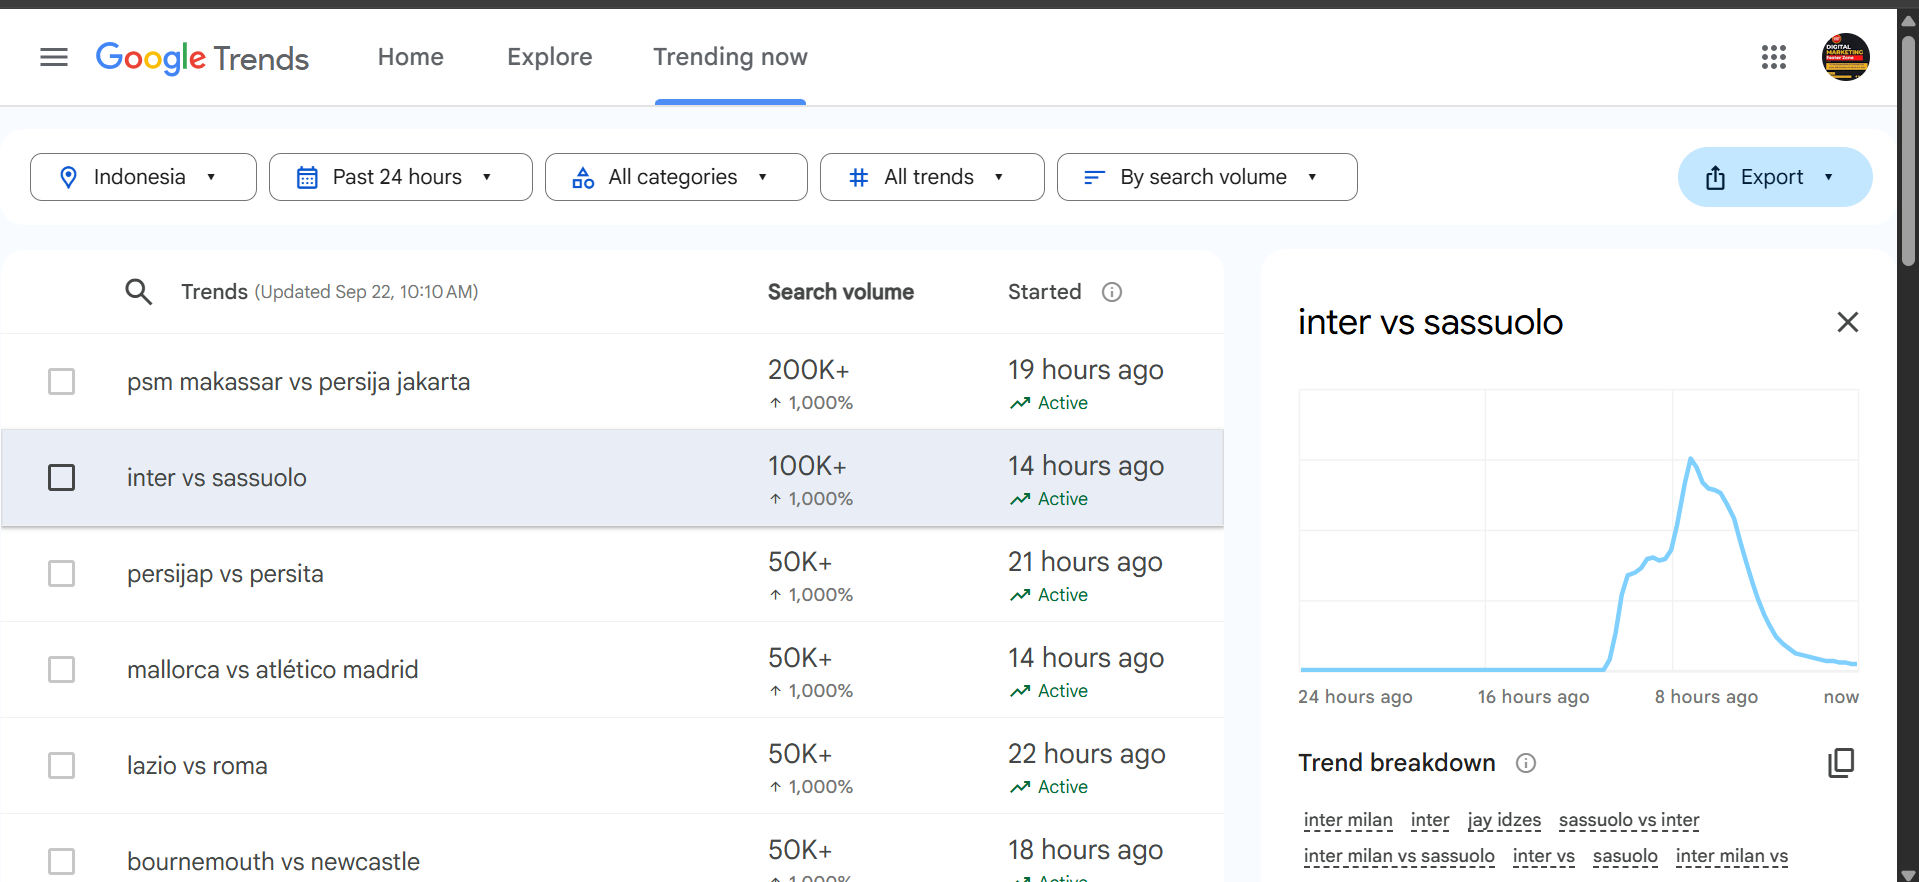 Google Trends Home Explore Trending now
DIGITAL
MARKETING
Indonesia Past 24 hours All categories All trends By search volume Export
Trends (Updated Sep 22, 10:10 AM) Search volume Started
psm makassar vs persija jakarta 200K+ 19 hours ago
↑ 1,000% Active
inter vs sassuolo 100K+ 14 hours ago
↑ 1,000% Active
persijap vs persita 50K+ 21 hours ago
↑ 1,000% Active
mallorca vs atlético madrid 50K+ 14 hours ago
↑ 1,000% Active
lazio vs roma 50K+ 22 hours ago
↑ 1,000% Active
bournemouth vs newcastle 50K+ 18 hours ago
↑ 1,000% Active
inter vs sassuolo
24 hours ago 16 hours ago 8 hours ago now
Trend breakdown
inter milan inter jay idzes sassuolo vs inter
inter milan vs sassuolo inter vs sasuolo inter milan vs